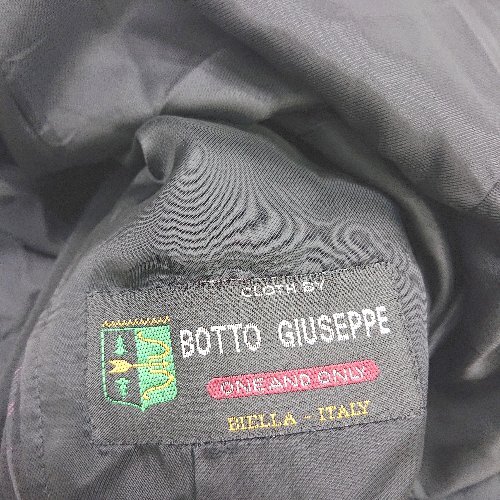 CLOTH BY
BOTTO GIUSEPPE
ONE AND ONLY
BIELLA - ITALY